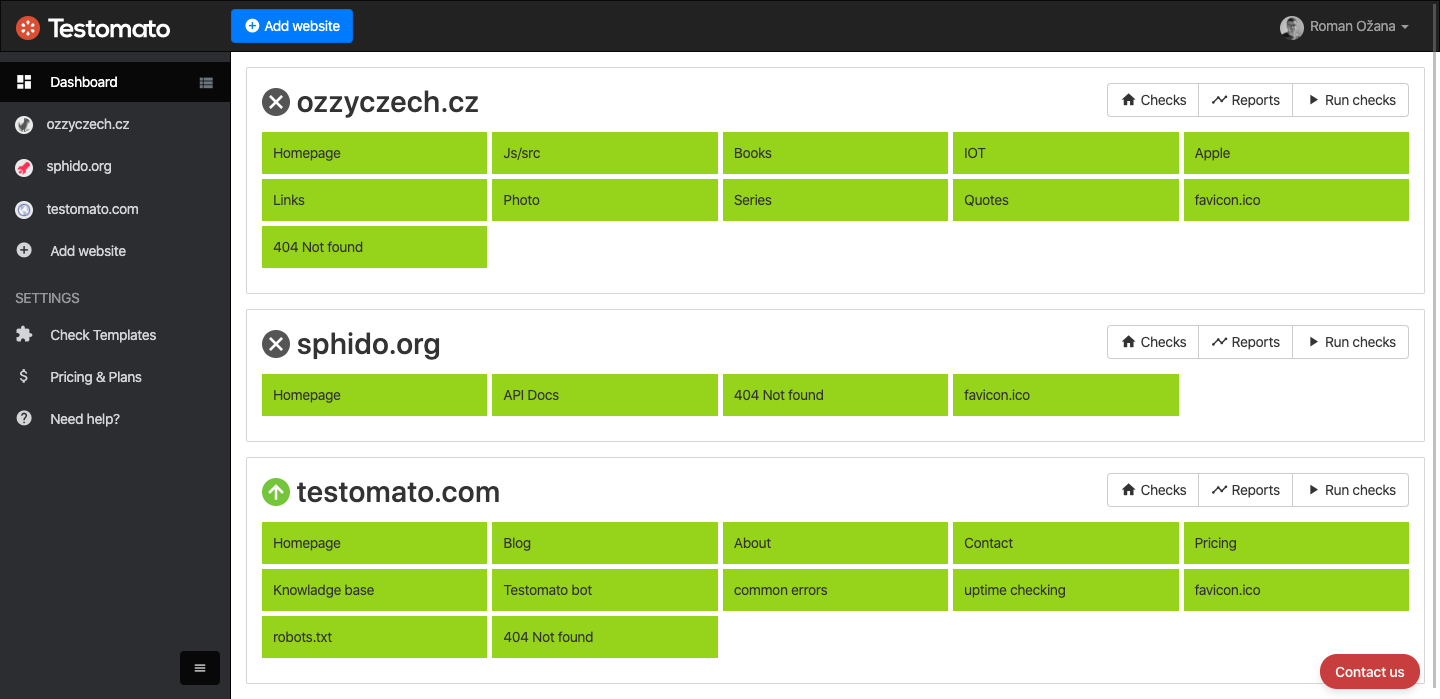 Testomato
Add website
Roman Ožana
Dashboard
ozzyczech.cz
sphido.org
testomato.com
Add website
SETTINGS
Check Templates
Pricing & Plans
Need help?
ozzyczech.cz
Checks Reports Run checks
Homepage Js/src Books IOT Apple
Links Photo Series Quotes favicon.ico
404 Not found
sphido.org
Checks Reports Run checks
Homepage API Docs 404 Not found favicon.ico
testomato.com
Checks Reports Run checks
Homepage Blog About Contact Pricing
Knowladge base Testomato bot common errors uptime checking favicon.ico
robots.txt 404 Not found
Contact us